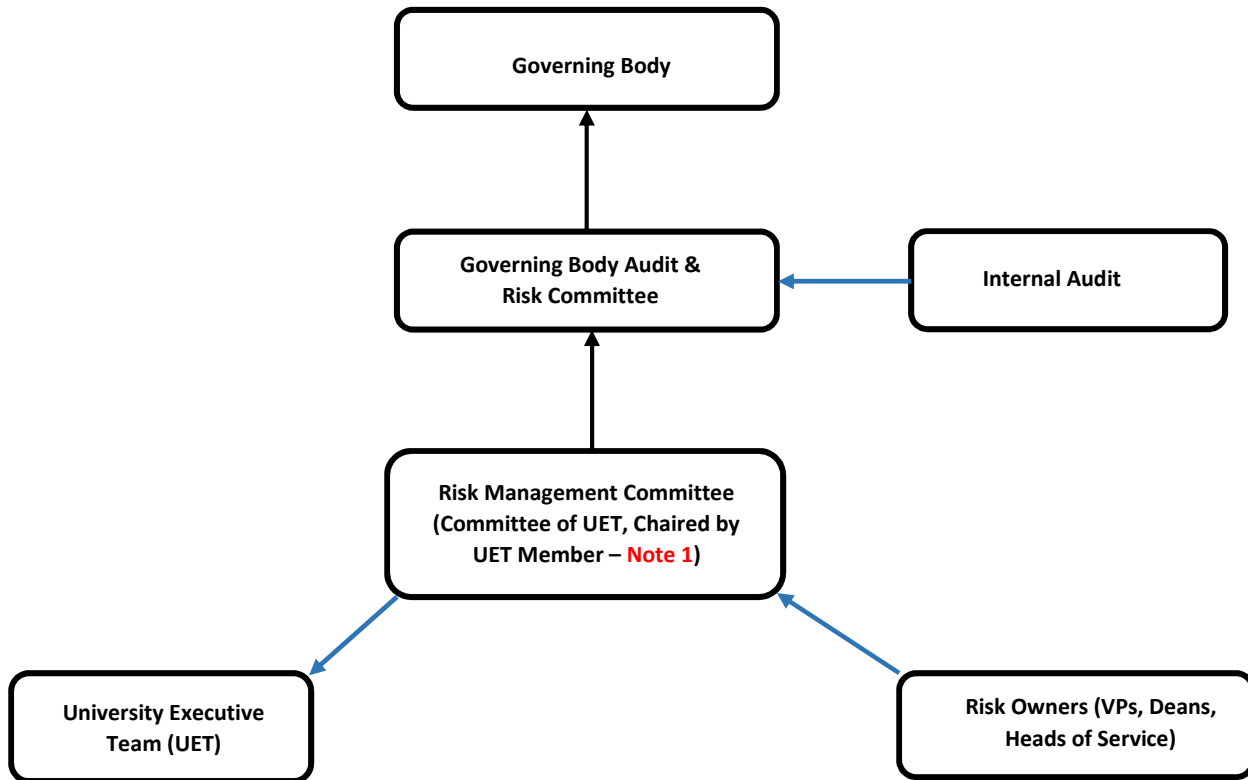 Governing Body
Governing Body Audit &
Risk Committee
Internal Audit
Risk Management Committee
(Committee of UET, Chaired by
UET Member – Note 1)
University Executive
Team (UET)
Risk Owners (VPs, Deans,
Heads of Service)